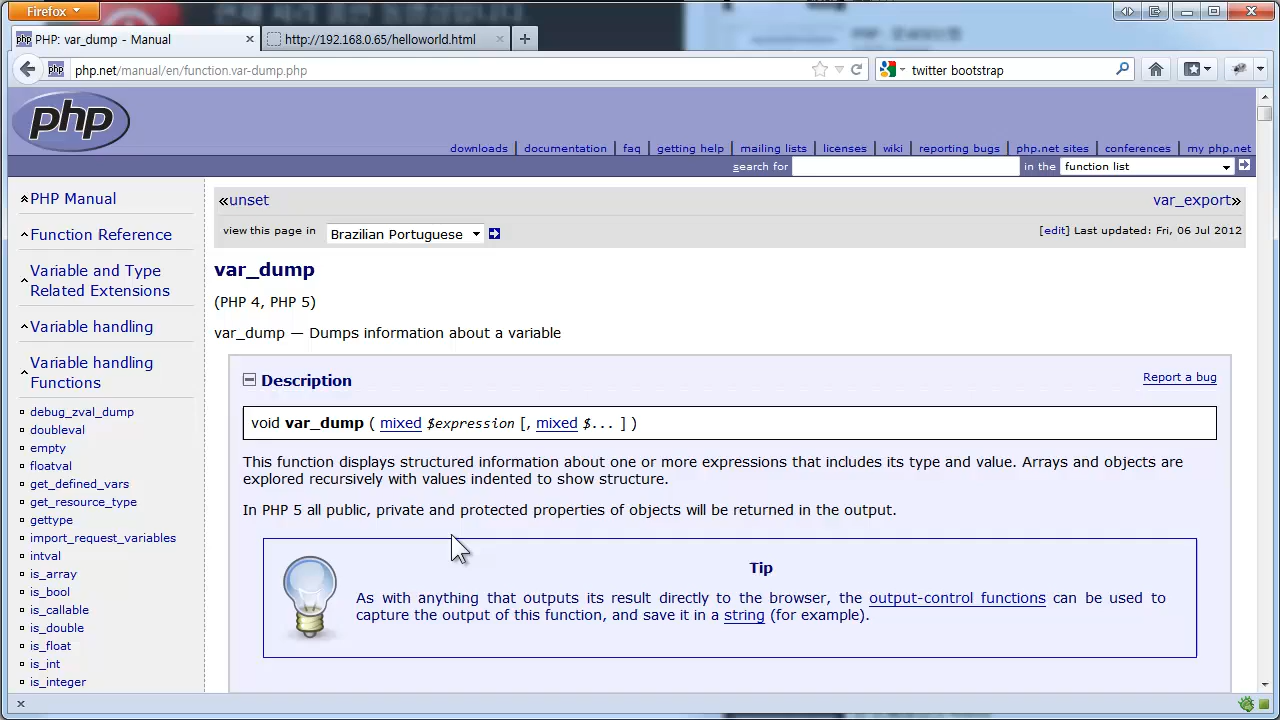 Firefox
PHP: var_dump - Manual
http://192.168.0.65/helloworld.html
php.net/manual/en/function.var-dump.php
twitter bootstrap
php
downloads | documentation | faq | getting help | mailing lists | licenses | wiki | reporting bugs | php.net sites | conferences | my php.net
search for
in the
function list
PHP Manual
Function Reference
Variable and Type
Related Extensions
Variable handling
Variable handling
Functions
debug_zval_dump
doubleval
empty
floatval
get_defined_vars
get_resource_type
gettype
import_request_variables
intval
is_array
is_bool
is_callable
is_double
is_float
is_int
is_integer
«unset
var_export»
view this page in
Brazilian Portuguese
[edit] Last updated: Fri, 06 Jul 2012
var_dump
(PHP 4, PHP 5)
var_dump — Dumps information about a variable
Description
Report a bug
void var_dump ( mixed $expression [, mixed $... ] )
This function displays structured information about one or more expressions that includes its type and value. Arrays and objects are
explored recursively with values indented to show structure.
In PHP 5 all public, private and protected properties of objects will be returned in the output.
Tip
As with anything that outputs its result directly to the browser, the output-control functions can be used to
capture the output of this function, and save it in a string (for example).